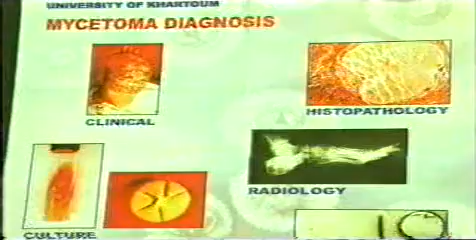 UNIVERSITY OF KHARTOUM
MYCETOMA DIAGNOSIS
CLINICAL
HISTOPATHOLOGY
RADIOLOGY
CULTURE